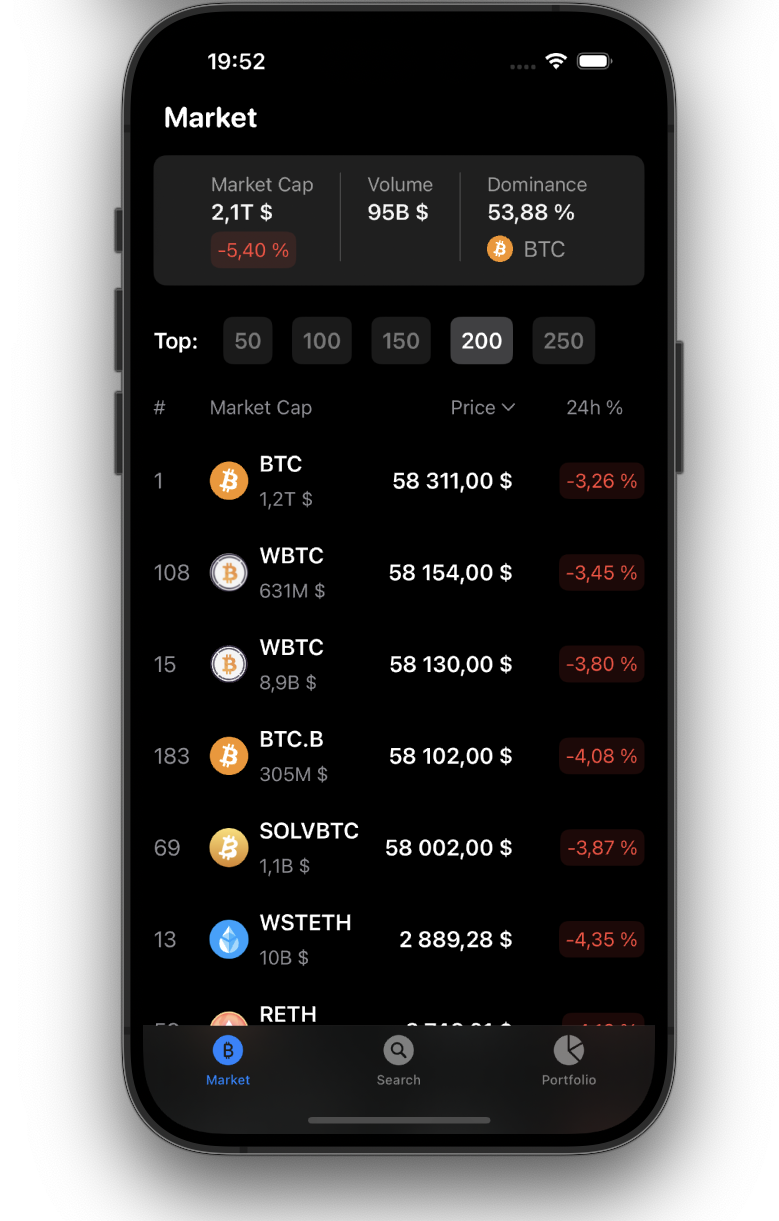 19:52
Market
Market Cap Volume Dominance
2,1T $ 95B $ 53,88 %
-5,40 % BTC
Top: 50 100 150 200 250
# Market Cap Price 24h %
BTC
1 58 311,00 $ -3,26 %
1,2T $
WBTC
108 58 154,00 $ -3,45 %
631M $
WBTC
15 58 130,00 $ -3,80 %
8,9B $
BTC.B
183 58 102,00 $ -4,08 %
305M $
SOLVBTC
69 58 002,00 $ -3,87 %
1,1B $
WSTETH
13 2 889,28 $ -4,35 %
10B $
RETH
Market Search Portfolio